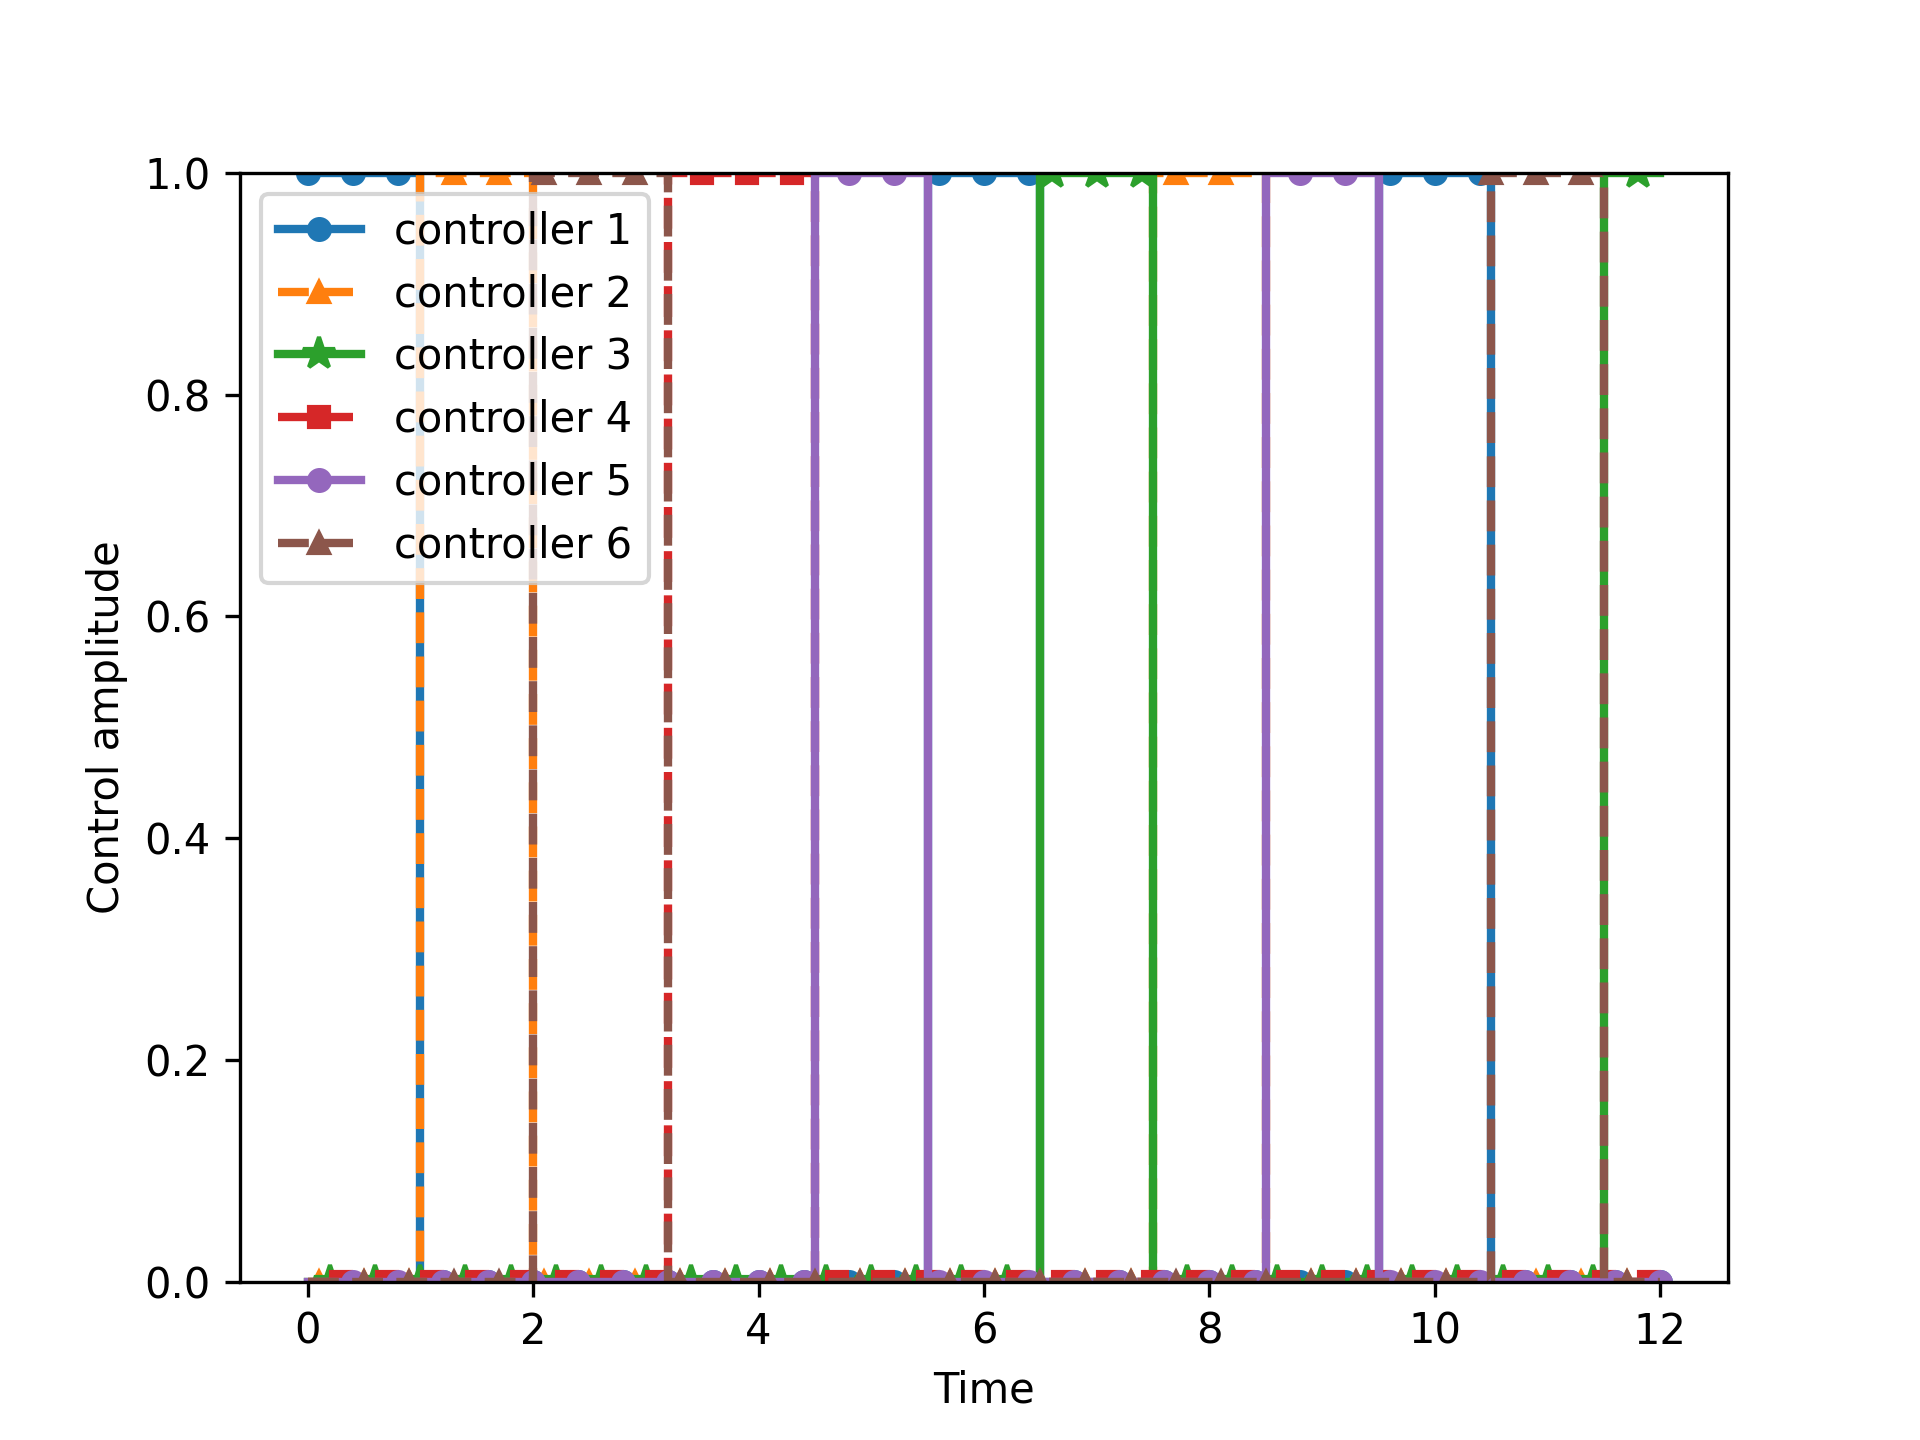 1.0
0.8
0.6
0.4
0.2
0.0
Control amplitude
controller 1
controller 2
controller 3
controller 4
controller 5
controller 6
0 2 4 6 8 10 12
Time